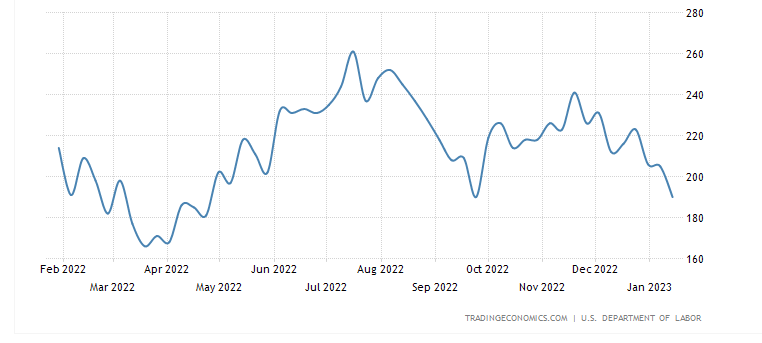 280
260
240
220
200
180
160
Feb 2022 Apr 2022 Jun 2022 Aug 2022 Oct 2022 Dec 2022
Mar 2022 May 2022 Jul 2022 Sep 2022 Nov 2022 Jan 2023
TRADINGECONOMICS.COM | U.S. DEPARTMENT OF LABOR